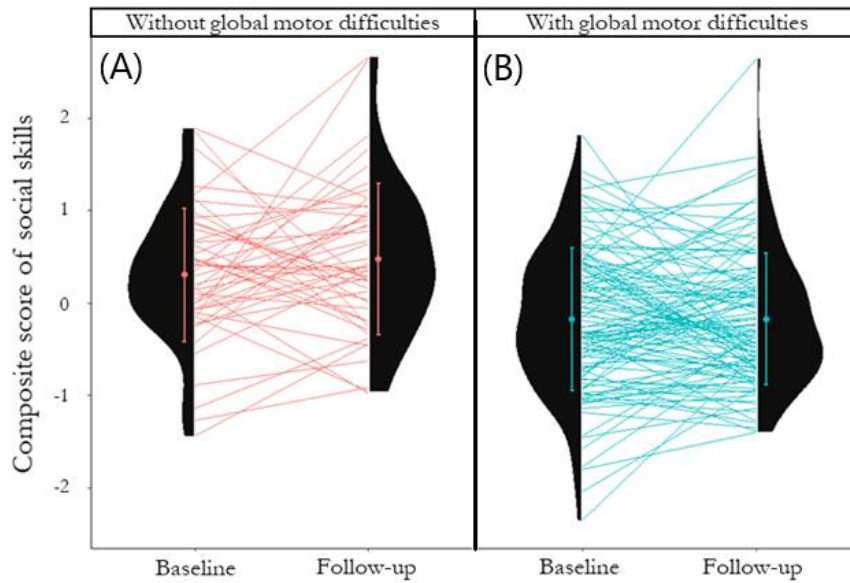 Without global motor difficulties
With global motor difficulties
(A)
(B)
Composite score of social skills
2
1
0
-1
-2
Baseline
Follow-up
Baseline
Follow-up